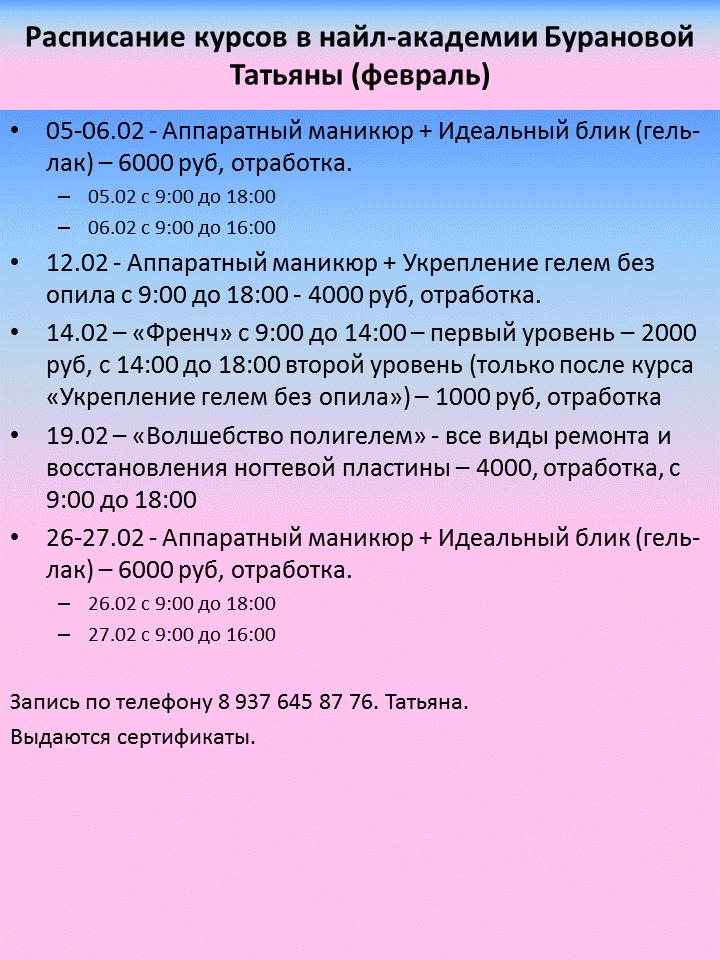 Расписание курсов в найл-академии Бурановой
Татьяны (февраль)
• 05-06.02 - Аппаратный маникюр + Идеальный блик (гель-
лак) – 6000 руб, отработка.
– 05.02 с 9:00 до 18:00
– 06.02 с 9:00 до 16:00
• 12.02 - Аппаратный маникюр + Укрепление гелем без
опила с 9:00 до 18:00 - 4000 руб, отработка.
• 14.02 – «Френч» с 9:00 до 14:00 – первый уровень – 2000
руб, с 14:00 до 18:00 второй уровень (только после курса
«Укрепление гелем без опила») – 1000 руб, отработка
• 19.02 – «Волшебство полигелем» - все виды ремонта и
восстановления ногтевой пластины – 4000, отработка, с
9:00 до 18:00
• 26-27.02 - Аппаратный маникюр + Идеальный блик (гель-
лак) – 6000 руб, отработка.
– 26.02 с 9:00 до 18:00
– 27.02 с 9:00 до 16:00
Запись по телефону 8 937 645 87 76. Татьяна.
Выдаются сертификаты.